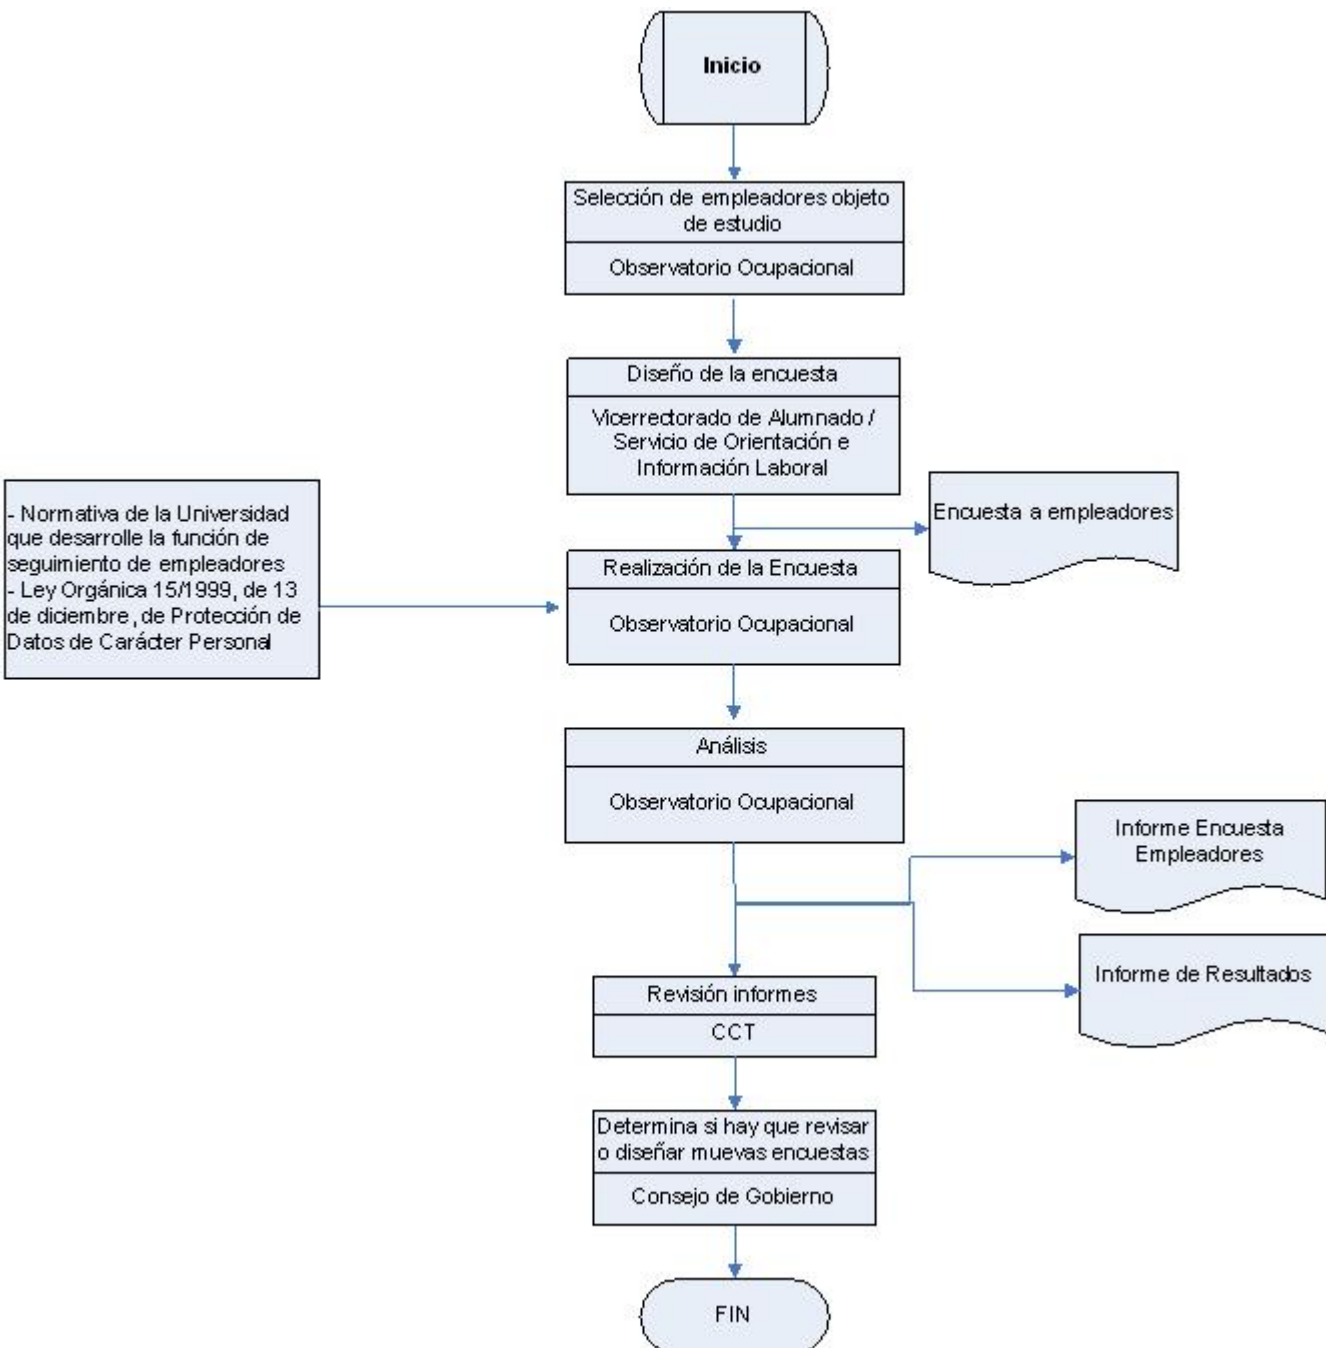 Inicio
Selección de empleadores objeto
de estudio
Observatorio Ocupacional
Diseño de la encuesta
Vicerrectorado de Alumnado /
Servicio de Orientación e
Información Laboral
Encuesta a empleadores
- Normativa de la Universidad
que desarrolle la función de
seguimiento de empleadores
- Ley Orgánica 15/1999, de 13
de diciembre, de Protección de
Datos de Carácter Personal
Realización de la Encuesta
Observatorio Ocupacional
Análisis
Observatorio Ocupacional
Informe Encuesta
Empleadores
Informe de Resultados
Revisión informes
CCT
Determina si hay que revisar
o diseñar muevas encuestas
Consejo de Gobierno
FIN